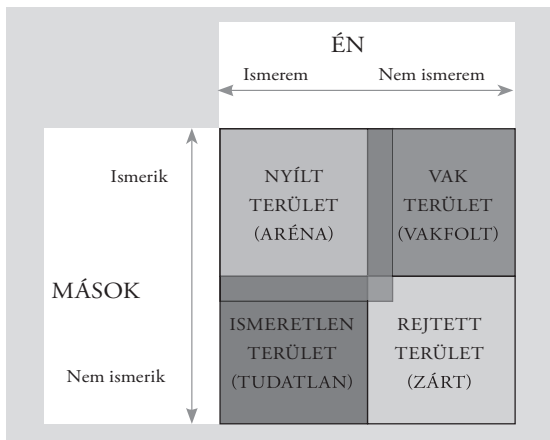 ÉN
Ismerem Nem ismerem
Ismerik
NYÍLT
TERÜLET
(ARÉNA)
VAK
TERÜLET
(VAKFOLT)
MÁSOK
Nem ismerik
ISMERETLEN
TERÜLET
(TUDATLAN)
REJTETT
TERÜLET
(ZÁRT)